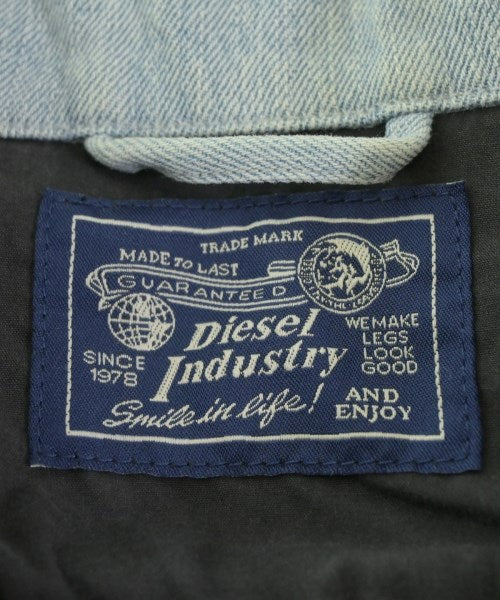 TRADE MARK
MADE TO LAST
GUARANTEED
Diesel
Industry
SINCE
1978
WE MAKE
LEGS
LOOK
GOOD
Smile in life!
AND
ENJOY